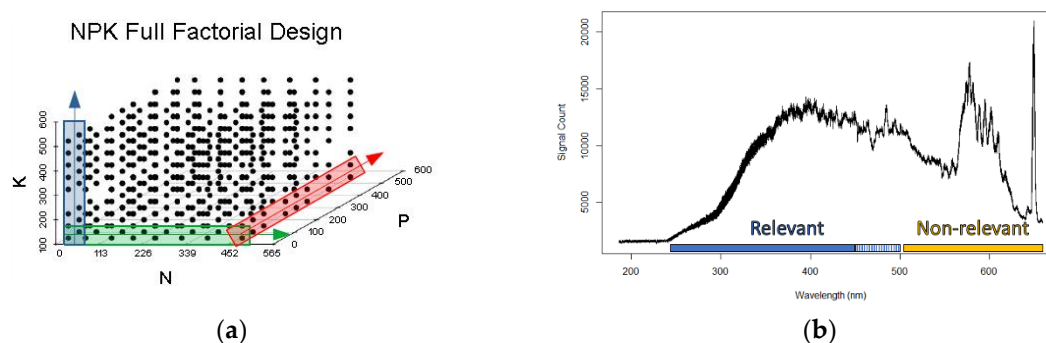 NPK Full Factorial Design
K
100 200 300 400 500 600
0 113 226 339 452 565
N
0 100 200 300 400 500 600
P
(a)
Signal Count
5000 10000 15000 20000
Relevant Non-relevant
200 300 400 500 600
Wavelength (nm)
(b)